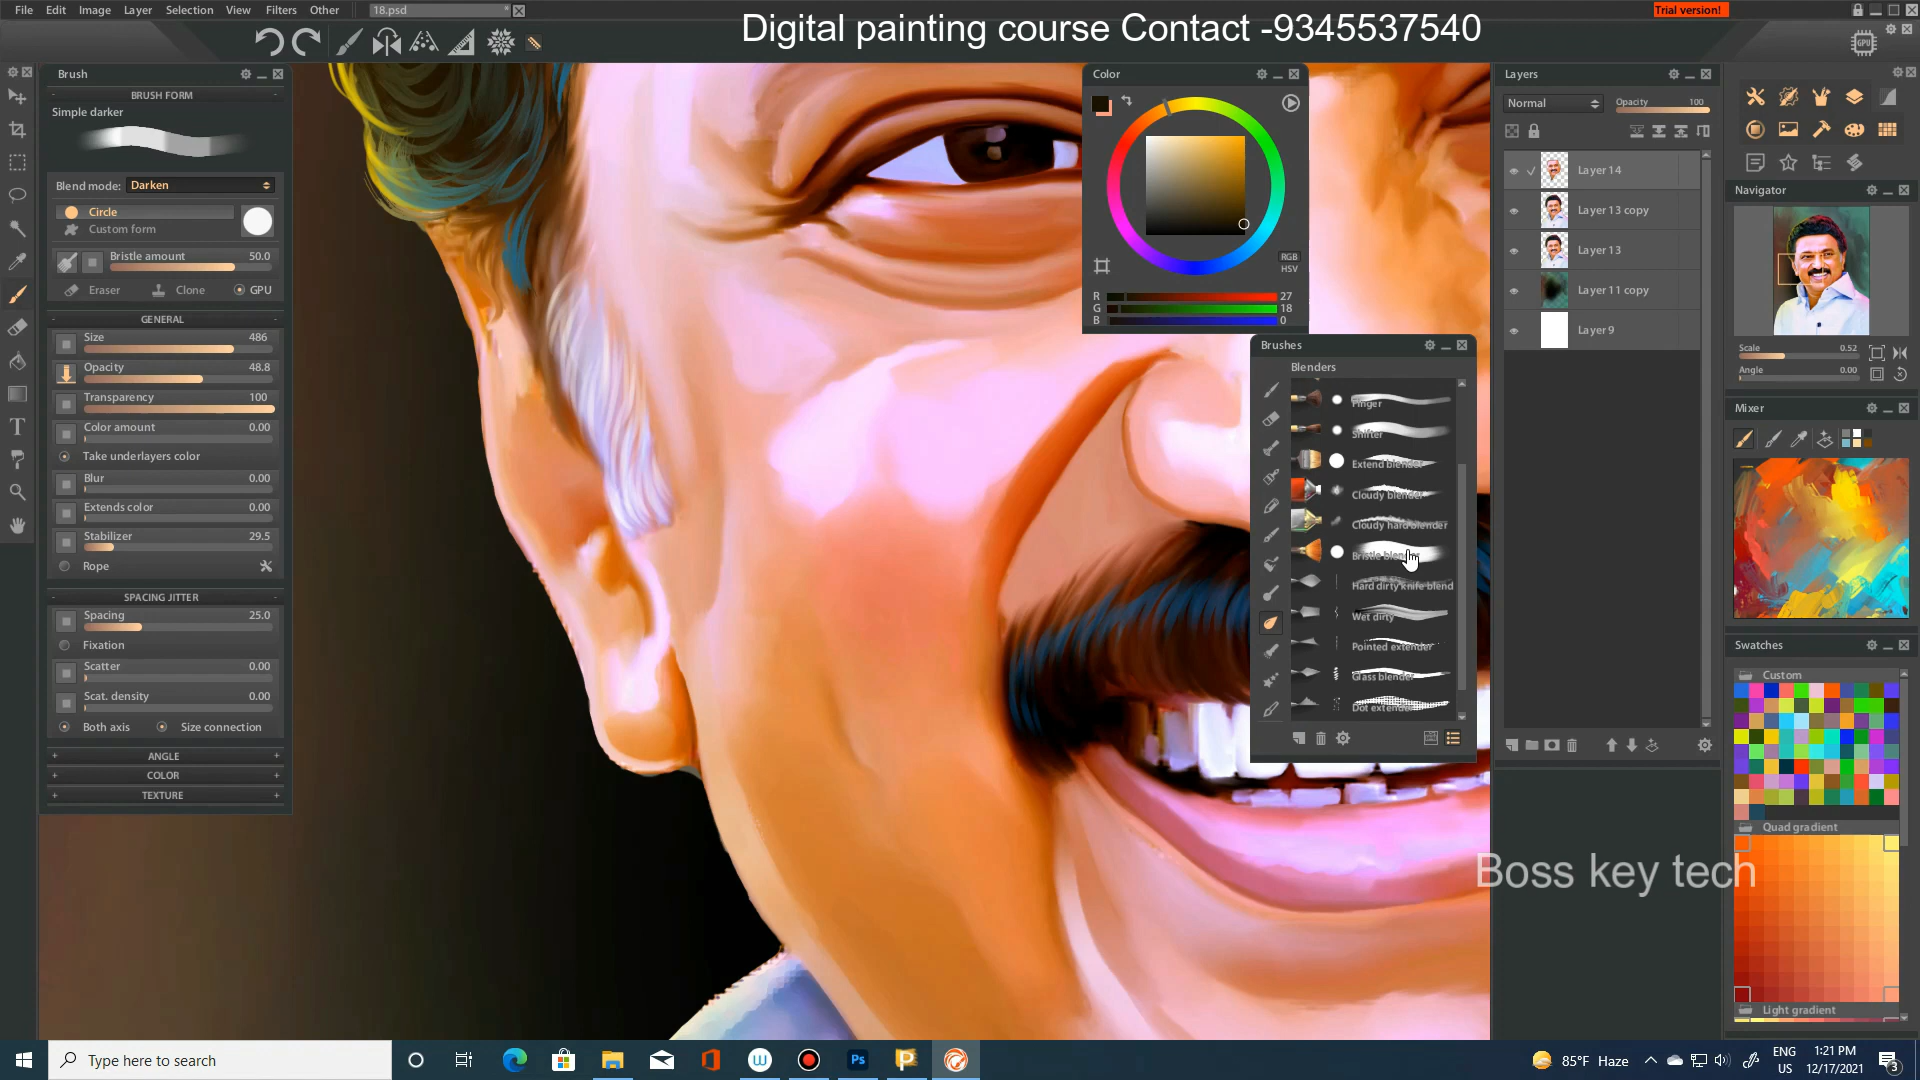 File Edit Image Layer Selection View Filters Other
18.psd *
Trial version!
Digital painting course Contact -9345537540
Brush
BRUSH FORM
Simple darker
Blend mode: Darken
Circle
Custom form
Bristle amount 50.0
Eraser Clone GPU
GENERAL
Size 486
Opacity 48.8
Transparency 100
Color amount 0.00
Take underlayers color
Blur 0.00
Extends color 0.00
Stabilizer 29.5
Rope
SPACING JITTER
Spacing 25.0
Fixation
Scatter 0.00
Scat. density 0.00
Both axis Size connection
ANGLE
COLOR
TEXTURE
Color
RGB
HSV
R 27
G 18
B 0
Brushes
Blenders
Finger
Shifter
Extend blender
Cloudy blender
Cloudy hard blender
Bristle blender
Hard dirty knife blend
Wet dirty
Pointed extender
Glass blender
Dot extender
Layers
Normal
Opacity 100
Layer 14
Layer 13 copy
Layer 13
Layer 11 copy
Layer 9
GPU
Navigator
Scale 0.52
Angle 0.00
Mixer
Swatches
Custom
Quad gradient
Light gradient
Boss key tech
Type here to search
Ps
85°F Haze
ENG
US
1:21 PM
12/17/2021
3